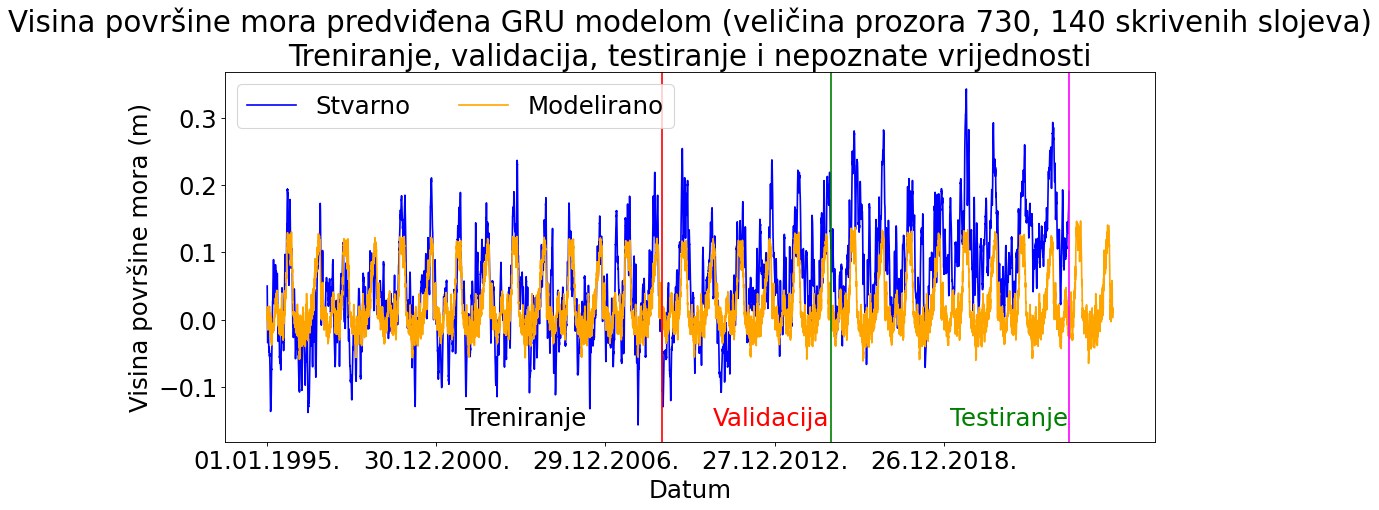 Visina površine mora predviđena GRU modelom (veličina prozora 730, 140 skrivenih slojeva)
Treniranje, validacija, testiranje i nepoznate vrijednosti
Stvarno Modelirano
Visina površine mora (m)
0.3
0.2
0.1
0.0
−0.1
Treniranje Validacija Testiranje
01.01.1995. 30.12.2000. 29.12.2006. 27.12.2012. 26.12.2018.
Datum